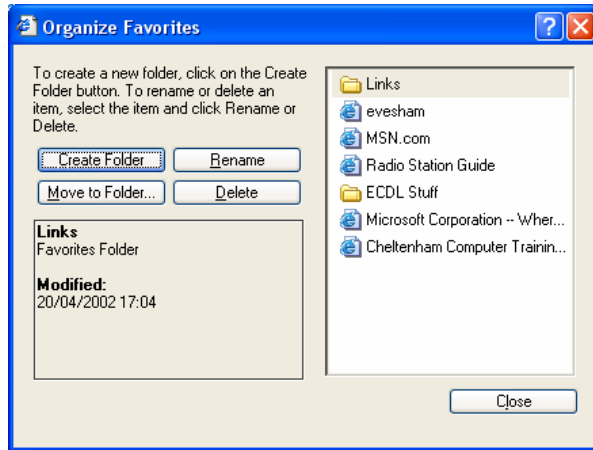 Organize Favorites
To create a new folder, click on the Create
Folder button. To rename or delete an
item, select the item and click Rename or
Delete.
Create Folder
Rename
Move to Folder...
Delete
Links
Favorites Folder
Modified:
20/04/2002 17:04
Links
evesham
MSN.com
Radio Station Guide
ECDL Stuff
Microsoft Corporation -- Wher...
Cheltenham Computer Trainin...
Close